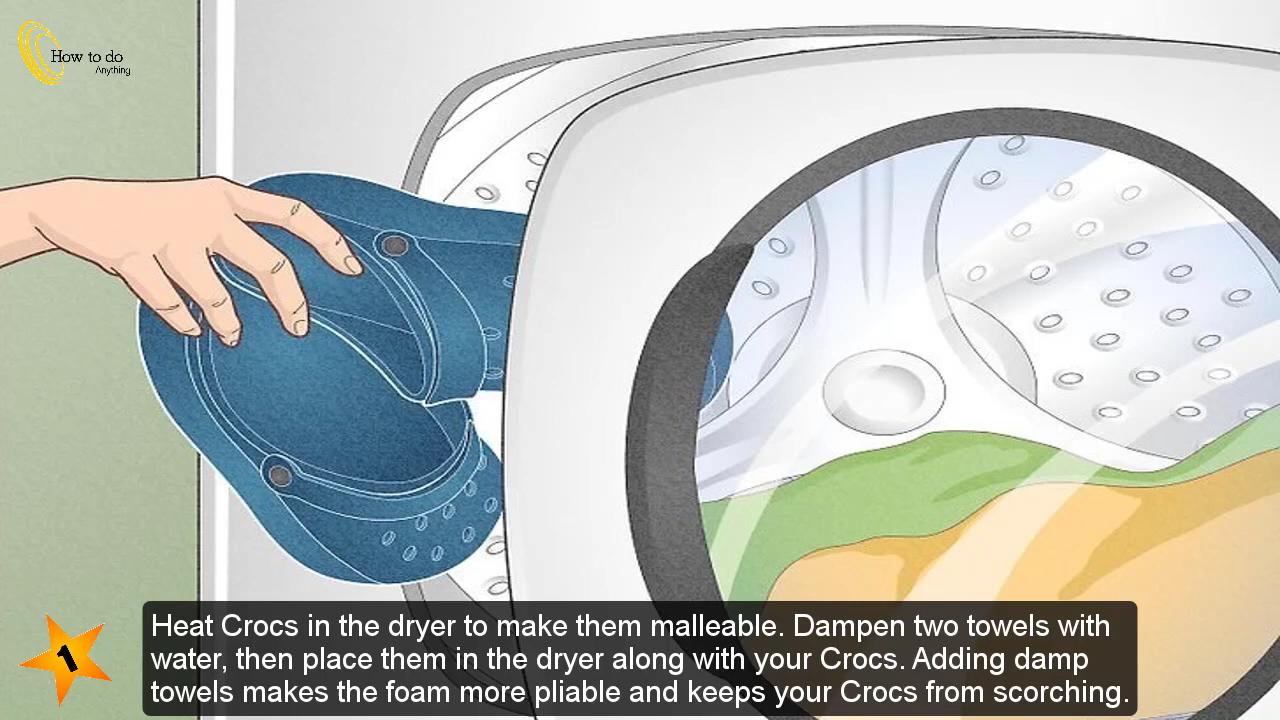 How to do
Anything
Heat Crocs in the dryer to make them malleable. Dampen two towels with
water, then place them in the dryer along with your Crocs. Adding damp
towels makes the foam more pliable and keeps your Crocs from scorching.
1